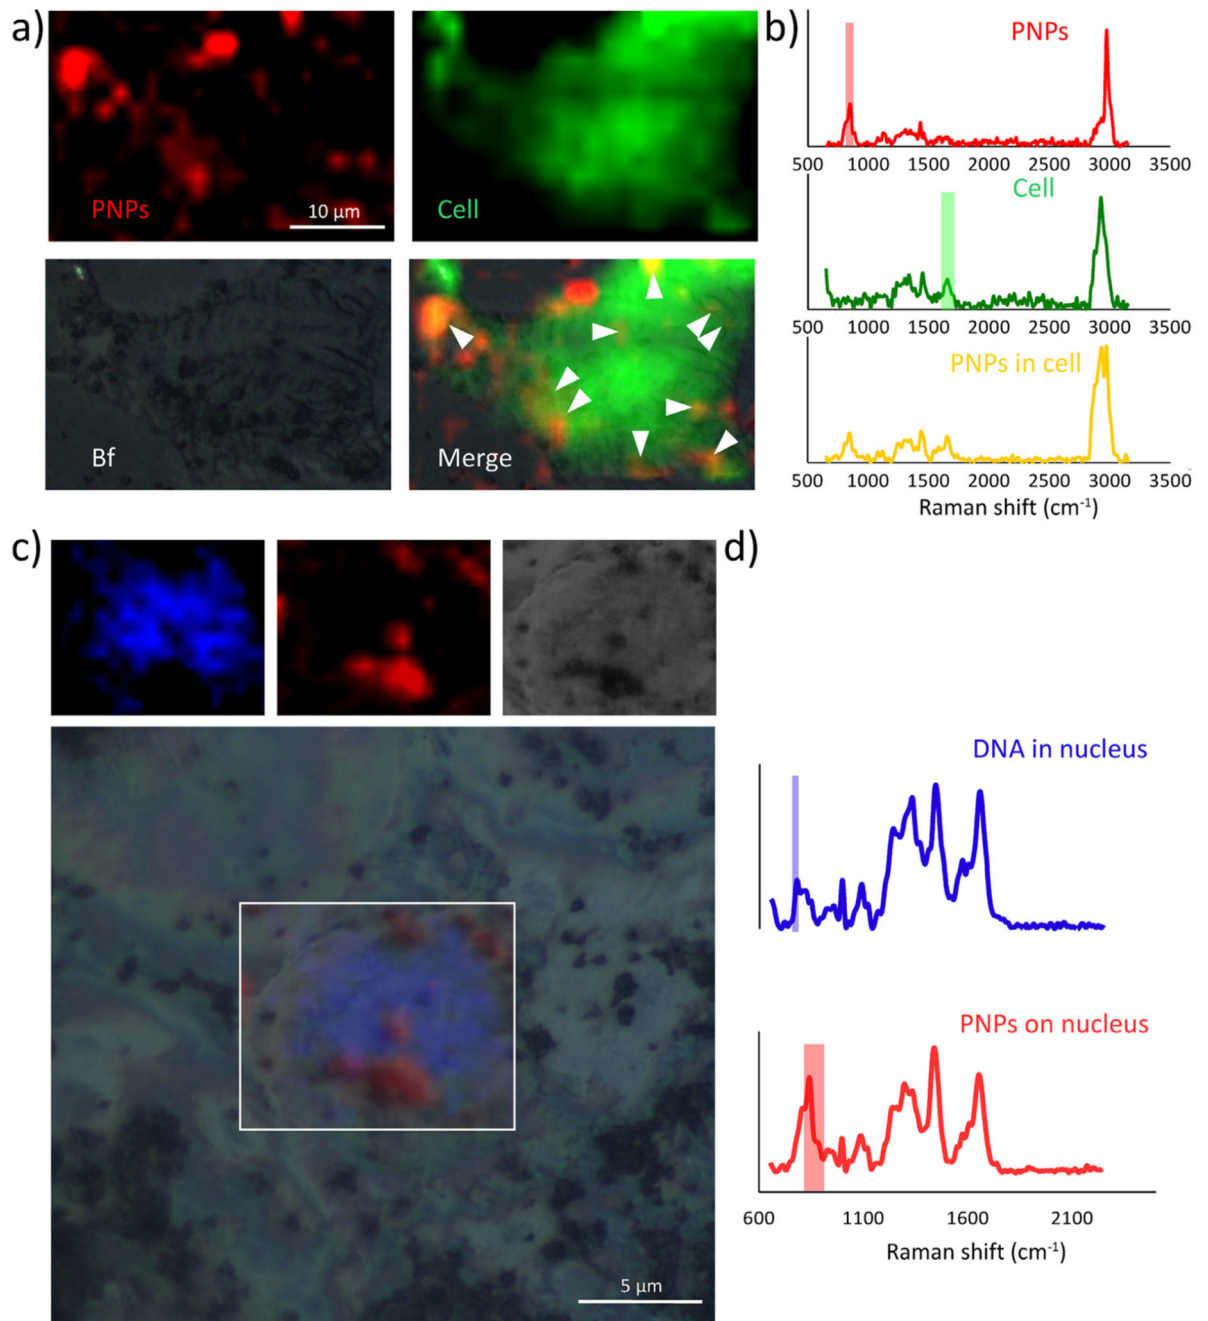 a)
PNPs
10 µm
Cell
Bf
Merge
b)
PNPs
500 1000 1500 2000 2500 3000 3500
Cell
500 1000 1500 2000 2500 3000 3500
PNPs in cell
500 1000 1500 2000 2500 3000 3500
Raman shift (cm⁻¹)
c)
5 µm
d)
DNA in nucleus
PNPs on nucleus
600 1100 1600 2100
Raman shift (cm⁻¹)